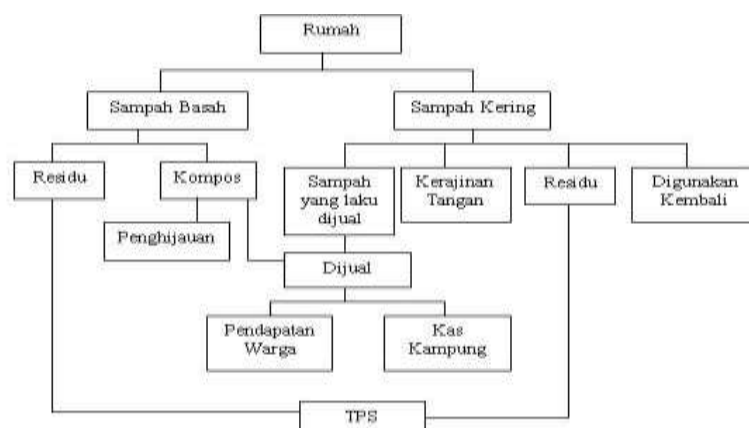 Rumah
Sampah Basah
Sampah Kering
Residu
Kompos
Sampah
yang laku
dijual
Kerajinan
Tangan
Residu
Digunakan
Kembali
Penghijauan
Dijual
Pendapatan
Warga
Kas
Kampung
TPS